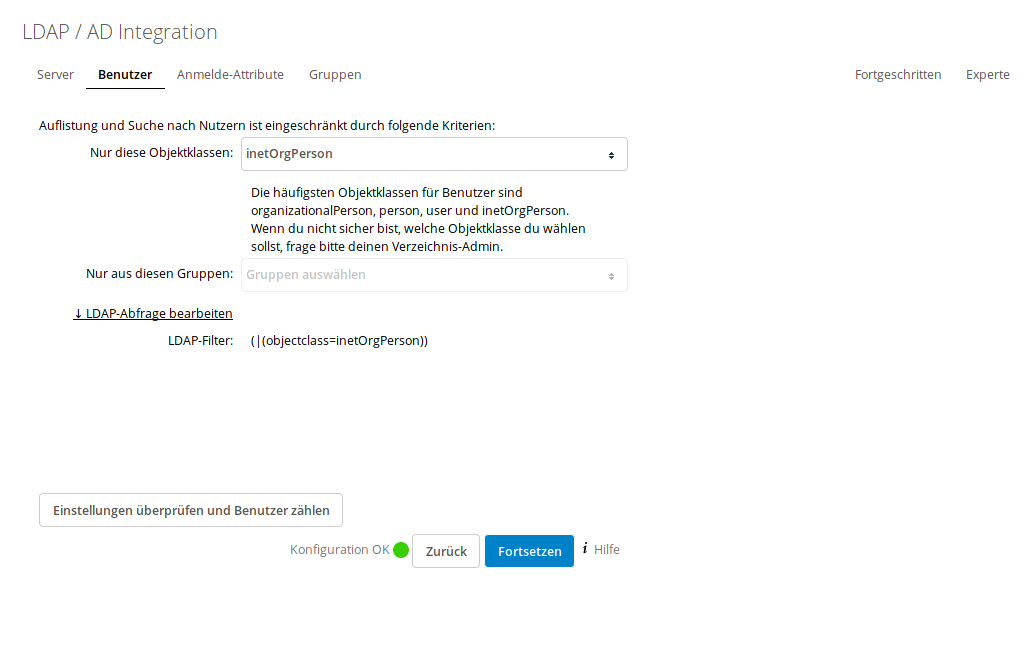 LDAP / AD Integration
Server Benutzer Anmelde-Attribute Gruppen Fortgeschritten Experte
Auflistung und Suche nach Nutzern ist eingeschränkt durch folgende Kriterien:
Nur diese Objektklassen: inetOrgPerson
Die häufigsten Objektklassen für Benutzer sind
organizationalPerson, person, user und inetOrgPerson.
Wenn du nicht sicher bist, welche Objektklasse du wählen
sollst, frage bitte deinen Verzeichnis-Admin.
Nur aus diesen Gruppen: Gruppen auswählen
↓ LDAP-Abfrage bearbeiten
LDAP-Filter: (|(objectclass=inetOrgPerson))
Einstellungen überprüfen und Benutzer zählen
Konfiguration OK Zurück Fortsetzen i Hilfe